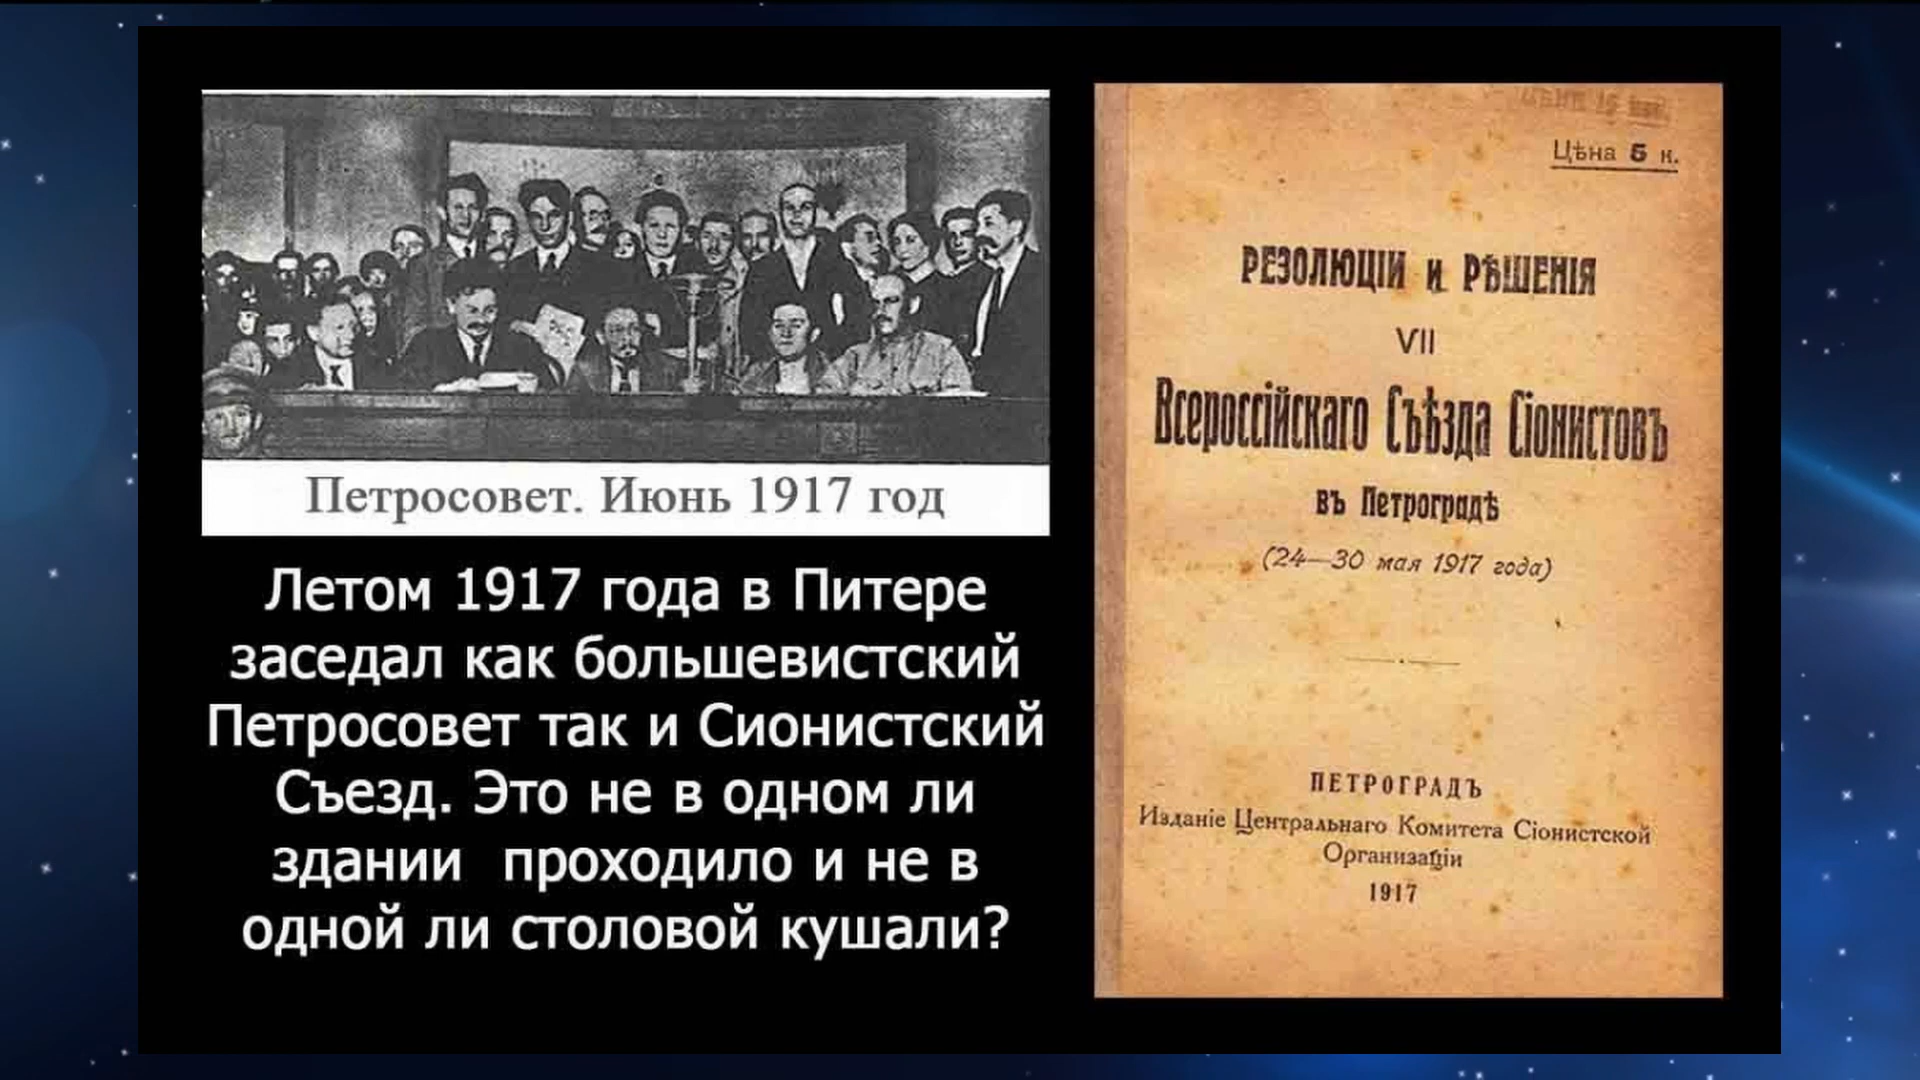 Петросовет. Июнь 1917 год
Летом 1917 года в Питере
заседал как большевистский
Петросовет так и Сионистский
Съезд. Это не в одном ли
здании проходило и не в
одной ли столовой кушали?
Цѣна 5 к.
РЕЗОЛЮЦІИ и РѢШЕНІЯ
VII
Всероссійскаго Съѣзда Сіонистовъ
въ Петроградѣ
(24—30 мая 1917 года)
ПЕТРОГРАДЪ
Изданіе Центральнаго Комитета Сіонистской
Организаціи
1917